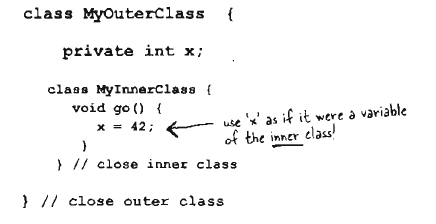 class MyOuterClass {
private int x;
class MyInnerClass {
void go() {
x = 42;
use 'x' as if it were a variable
of the inner class!
}
} // close inner class
} // close outer class